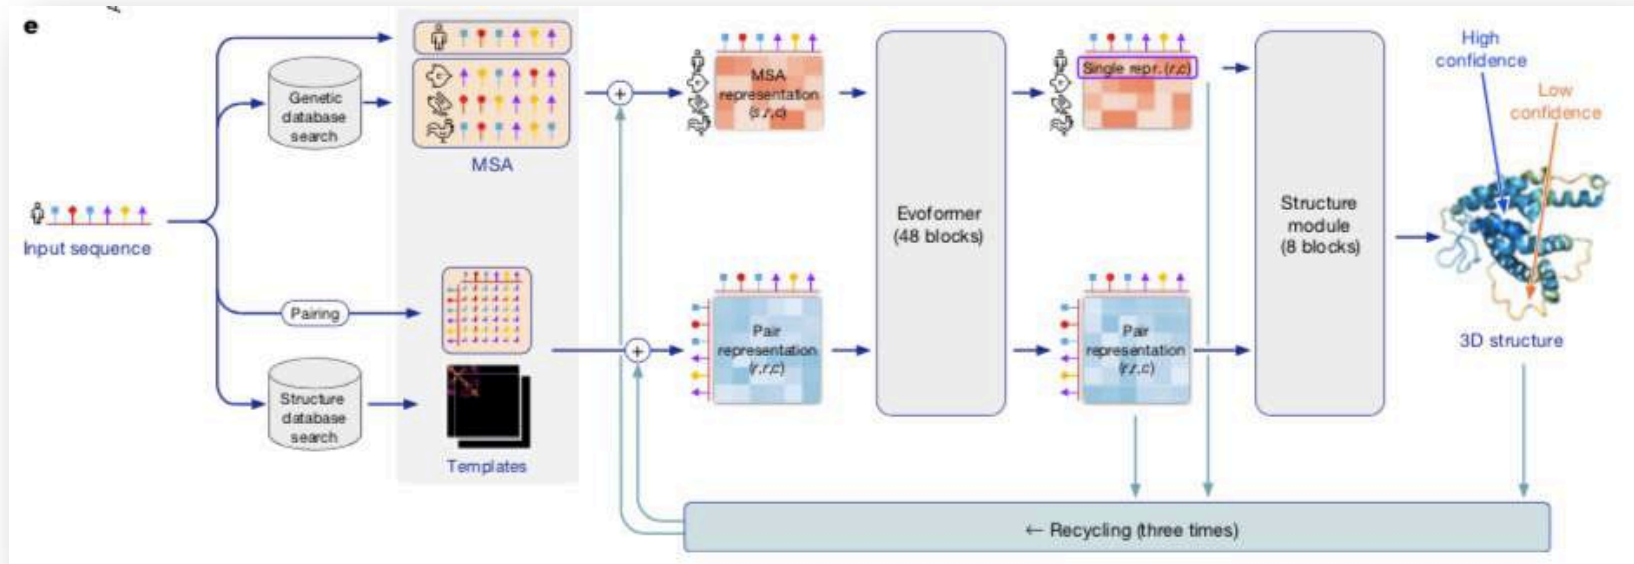 e
Genetic
database
search
MSA
Input sequence
Pairing
Structure
database
search
Templates
+
+
MSA
representation
(s,r,c)
Pair
representation
(r,r,c)
Evoformer
(48 blocks)
Single repr. (r,c)
Pair
representation
(r,r,c)
Structure
module
(8 blocks)
High
confidence
Low
confidence
3D structure
← Recycling (three times)